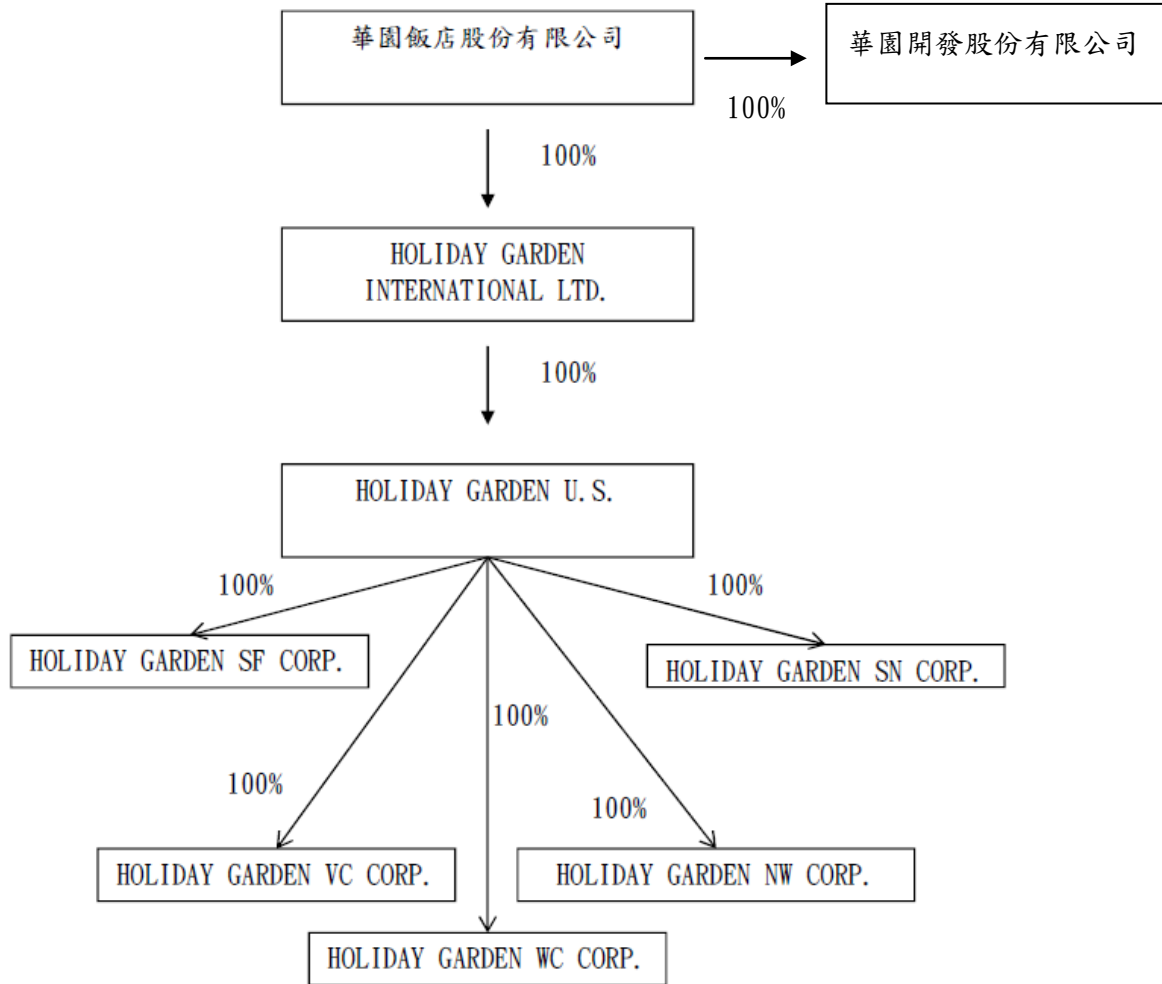 華園飯店股份有限公司
華園開發股份有限公司
100%
100%
HOLIDAY GARDEN
INTERNATIONAL LTD.
100%
HOLIDAY GARDEN U.S.
100%
100%
HOLIDAY GARDEN SF CORP.
HOLIDAY GARDEN SN CORP.
100%
100%
100%
HOLIDAY GARDEN VC CORP.
HOLIDAY GARDEN NW CORP.
HOLIDAY GARDEN WC CORP.